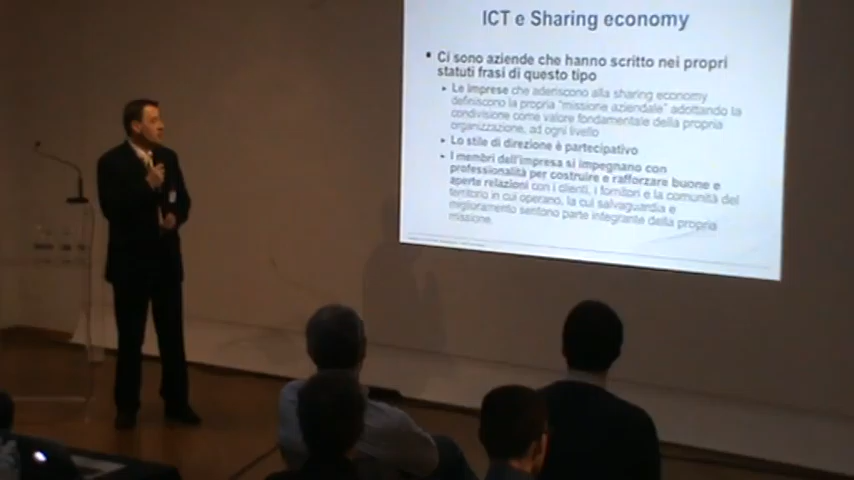 ICT e Sharing economy
• Ci sono aziende che hanno scritto nei propri
statuti frasi di questo tipo
Le imprese che aderiscono alla sharing economy
definiscono la propria "missione aziendale" adottando la
condivisione come valore fondamentale della propria
organizzazione, ad ogni livello
Lo stile di direzione è partecipativo
I membri dell'impresa si impegnano con
professionalità per costruire e rafforzare buone e
aperte relazioni con i clienti, i fornitori e la comunità del
territorio in cui operano, la cui salvaguardia e
miglioramento sentono parte integrante della propria
missione.